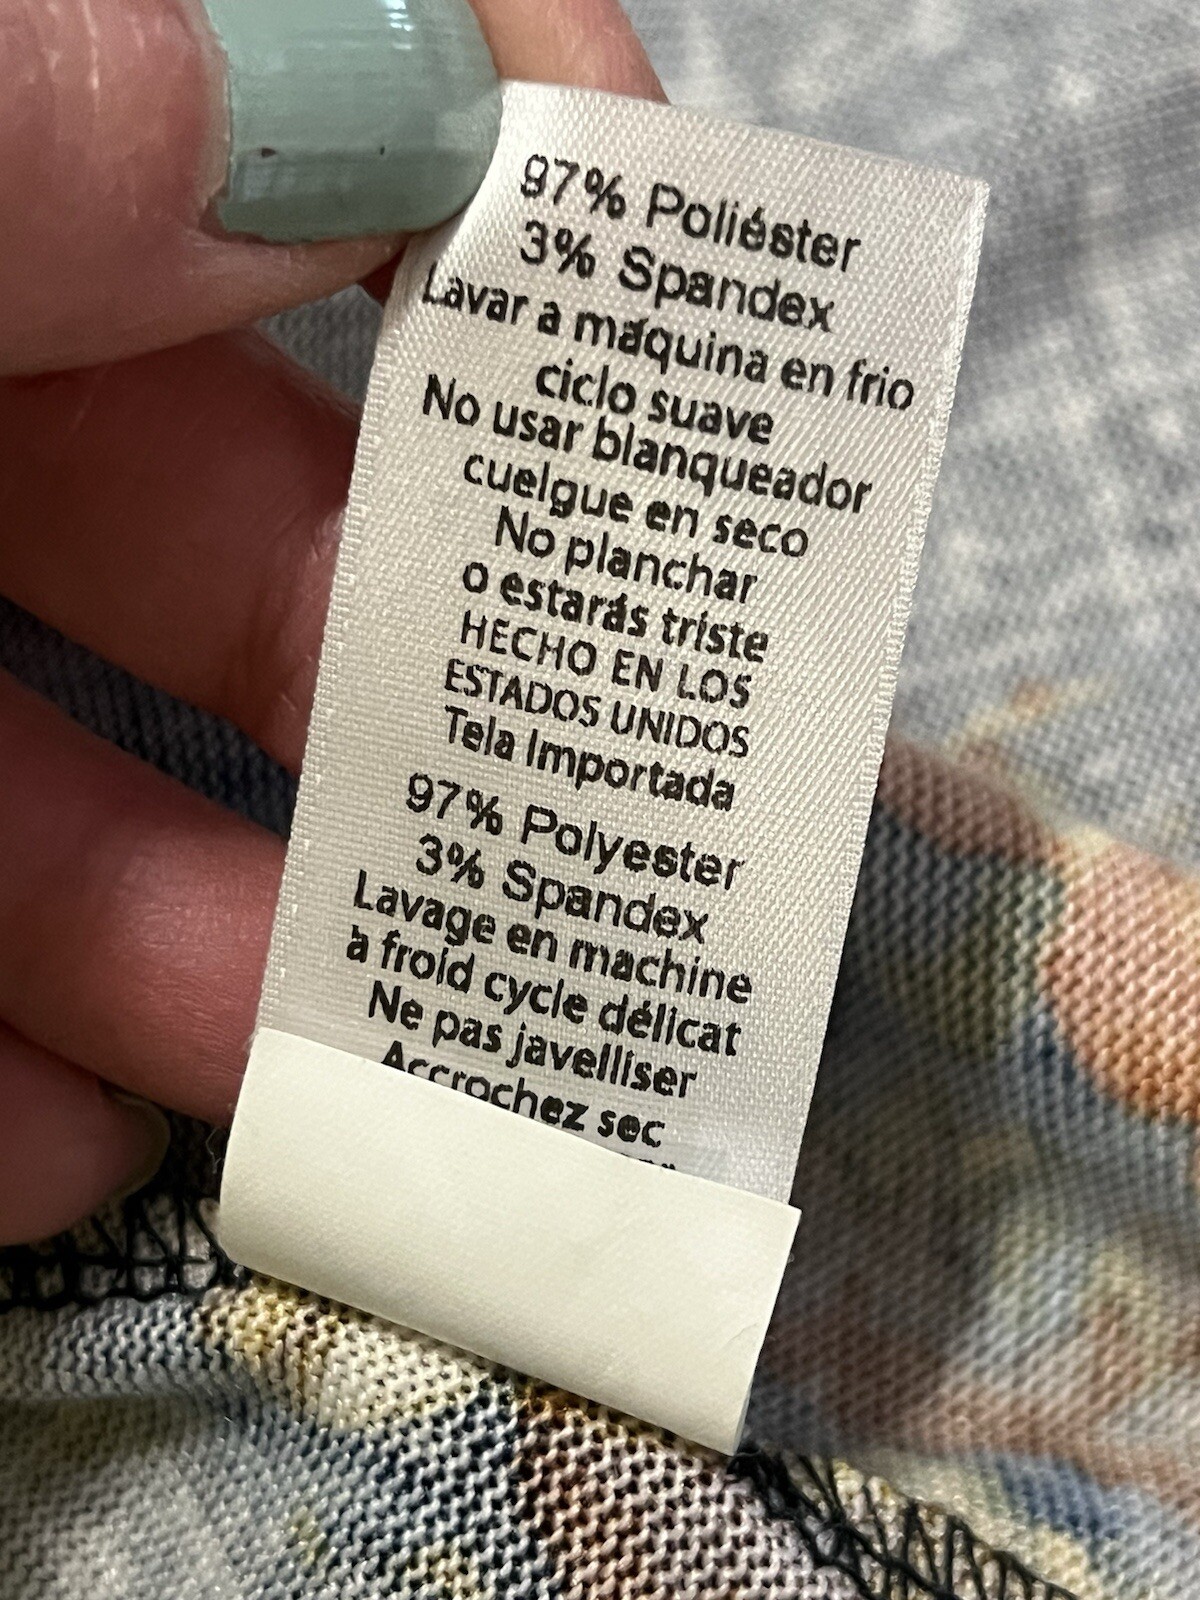 97% Poliéster
3% Spandex
Lavar a máquina en frio
ciclo suave
No usar blanqueador
cuelgue en seco
No planchar
o estarás triste
HECHO EN LOS
ESTADOS UNIDOS
Tela Importada
97% Polyester
3% Spandex
Lavage en machine
à froid cycle délicat
Ne pas javelliser
Accrochez sec